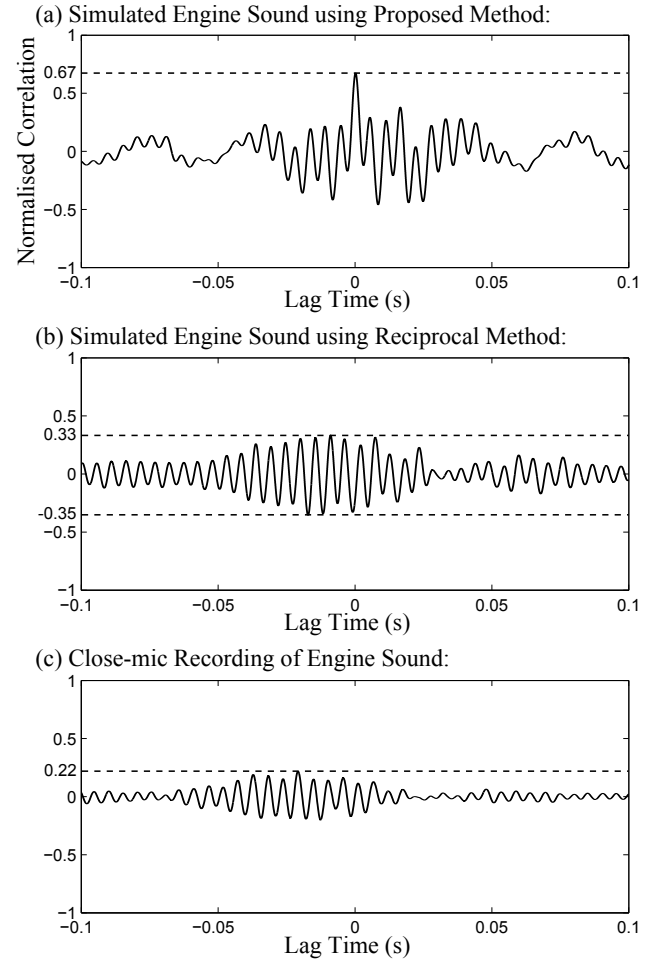 (a) Simulated Engine Sound using Proposed Method:
1
0.67
0.5
0
−0.5
−1
Normalised Correlation
−0.1 −0.05 0 0.05 0.1
Lag Time (s)
(b) Simulated Engine Sound using Reciprocal Method:
1
0.5
0.33
0
-0.35
−0.5
−1
−0.1 −0.05 0 0.05 0.1
Lag Time (s)
(c) Close-mic Recording of Engine Sound:
1
0.5
0.22
0
−0.5
−1
−0.1 −0.05 0 0.05 0.1
Lag Time (s)